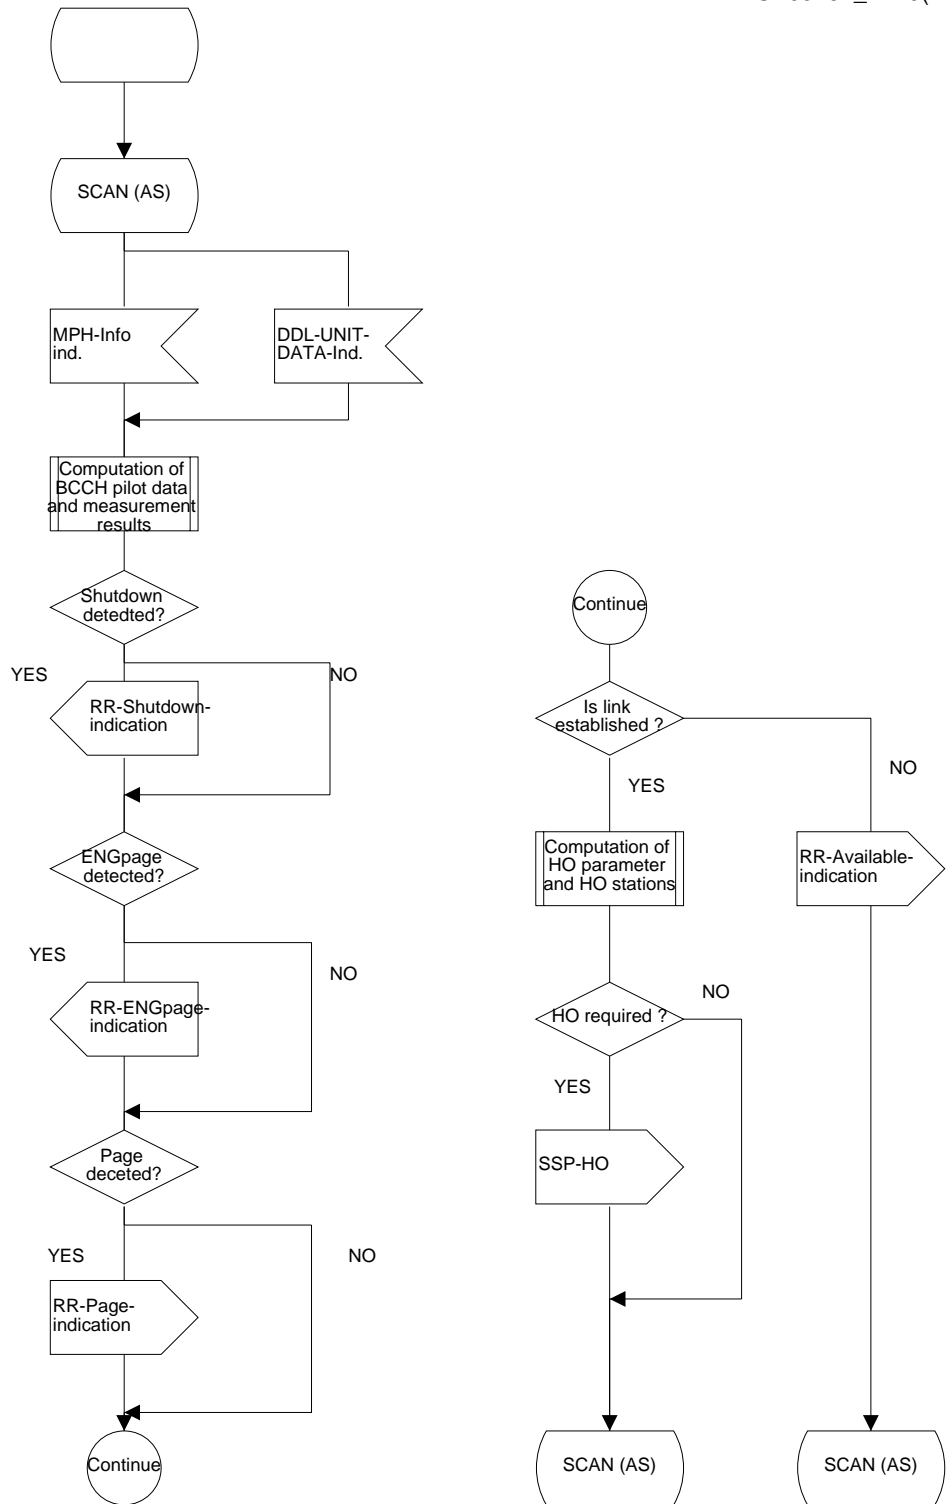 SCAN (AS)
MPH-Info
ind.
DDL-UNIT-
DATA-Ind.
Computation of
BCCH pilot data
and measurement
results
Shutdown
detedted?
YES
NO
RR-Shutdown-
indication
ENGpage
detected?
YES
NO
RR-ENGpage-
indication
Page
deceted?
YES
NO
RR-Page-
indication
Continue
Continue
Is link
established ?
YES
NO
Computation of
HO parameter
and HO stations
RR-Available-
indication
HO required ?
NO
YES
SSP-HO
SCAN (AS)
SCAN (AS)